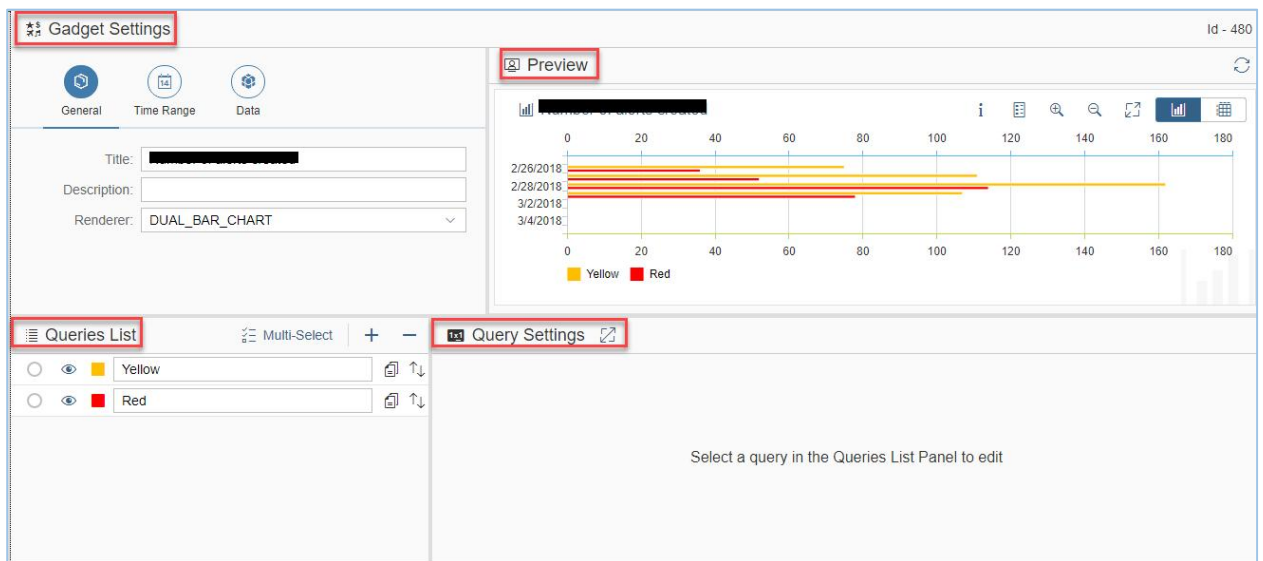 Gadget Settings
Id - 480
General
14
Time Range
Data
Title:
Description:
Renderer: DUAL_BAR_CHART
Preview
i
0 20 40 60 80 100 120 140 160 180
2/26/2018
2/28/2018
3/2/2018
3/4/2018
0 20 40 60 80 100 120 140 160 180
Yellow Red
Queries List
Multi-Select + −
Yellow
Red
1x1 Query Settings
Select a query in the Queries List Panel to edit